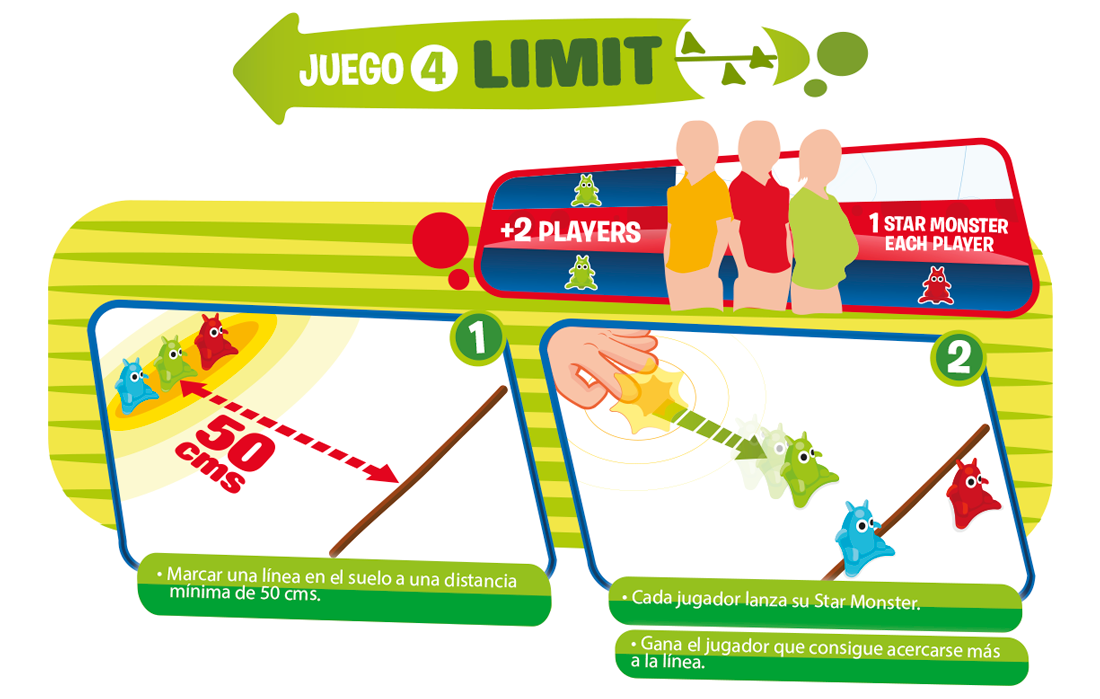 JUEGO 4 LIMIT
+2 PLAYERS
1 STAR MONSTER
EACH PLAYER
1
50
cms
2
• Marcar una línea en el suelo a una distancia
mínima de 50 cms.
• Cada jugador lanza su Star Monster.
• Gana el jugador que consigue acercarse más
a la línea.